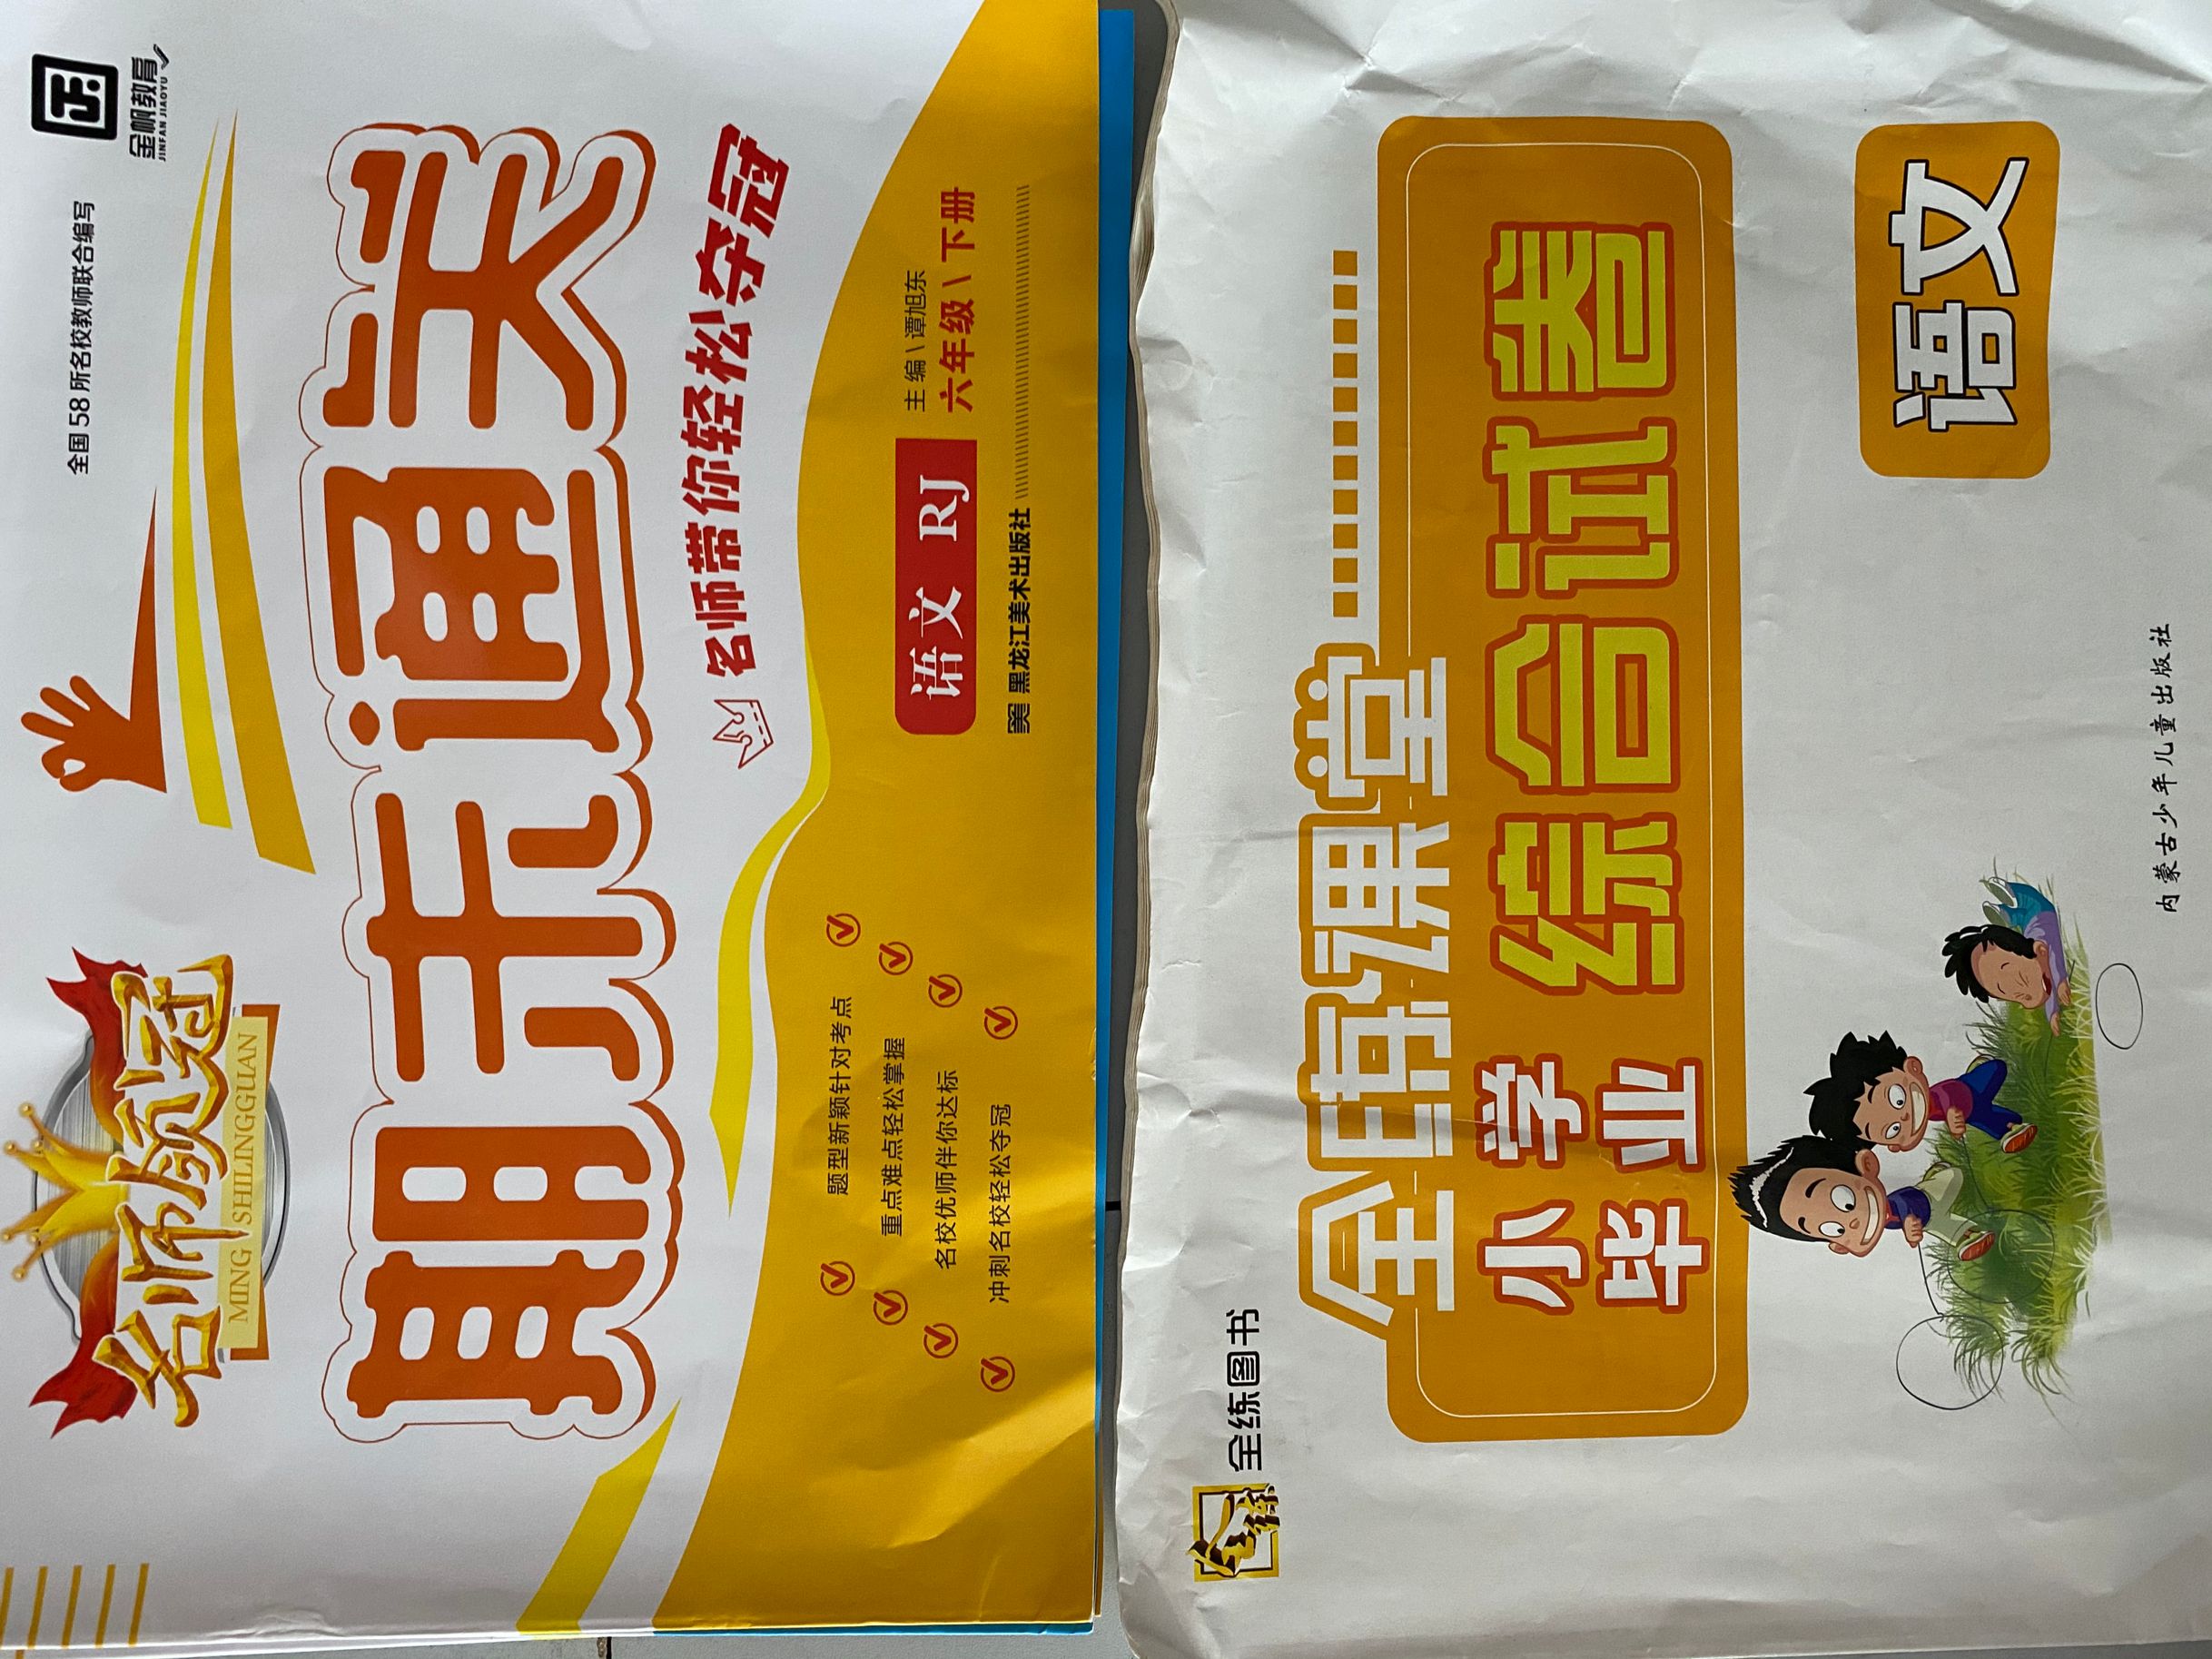 全国58所名校教师联合编写
金帆教育
JINFAN JIAOYU
名师领冠
MING SHILINGGUAN
期末通关
名师带你轻松夺冠
题型新颖针对考点
重点难点轻松掌握
名校优师伴你达标
冲刺名校轻松夺冠
主 编\谭旭东
语文 RJ 六年级\下册
黑龙江美术出版社
全练
全练图书
全电课堂
小学
毕业
综合试卷
语文
内蒙古少年儿童出版社